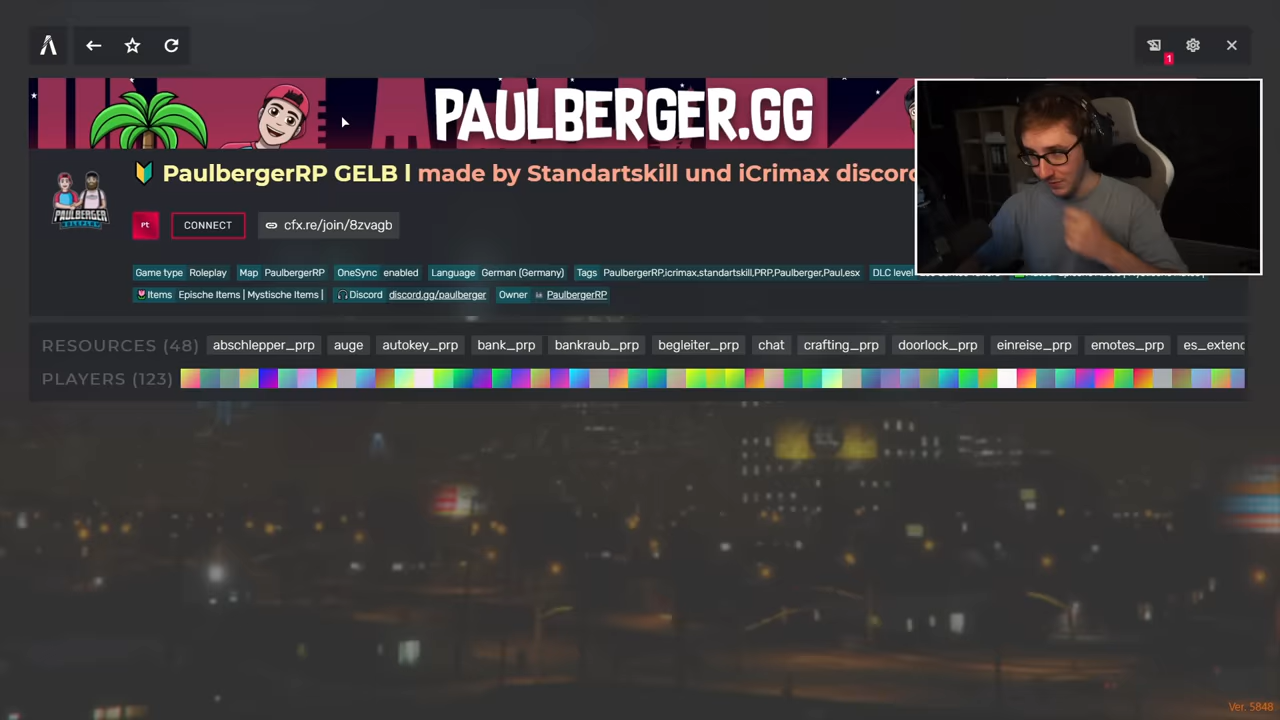 1
PAULBERGER.GG
PAULBERGER
PaulbergerRP GELB l made by Standartskill und iCrimax discord
Pt CONNECT cfx.re/join/8zvagb
Game type Roleplay Map PaulbergerRP OneSync enabled Language German (Germany) Tags PaulbergerRP,icrimax,standartskill,PRP,Paulberger,Paul,esx DLC level
Items Epische Items | Mystische Items | Discord discord.gg/paulberger Owner PaulbergerRP
RESOURCES (48) abschlepper_prp auge autokey_prp bank_prp bankraub_prp begleiter_prp chat crafting_prp doorlock_prp einreise_prp emotes_prp es_extend
PLAYERS (123)
Ver. 5848